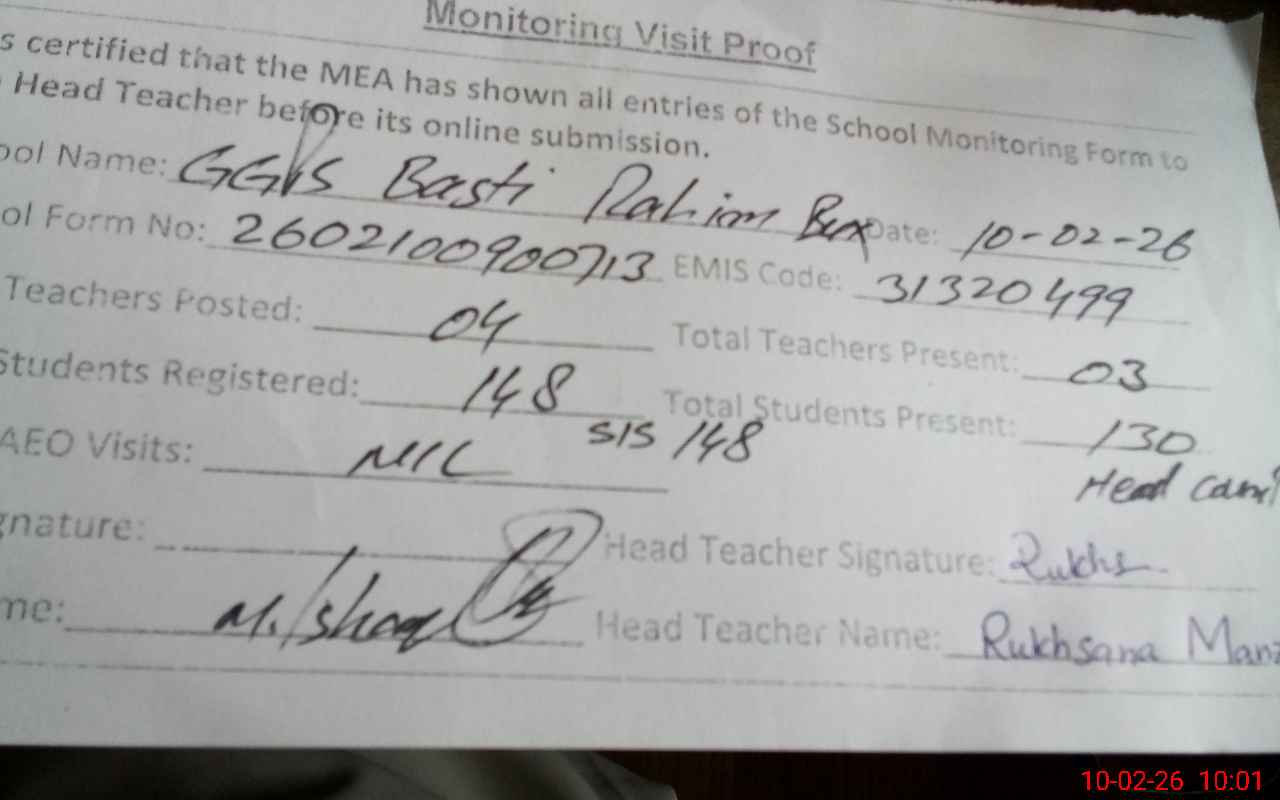 Monitoring Visit Proof
s certified that the MEA has shown all entries of the School Monitoring Form to
Head Teacher before its online submission.
ool Name: GGPS Basti Rahim Bux Date: 10-02-26
ol Form No: 2602100900713 EMIS Code: 31320499
Teachers Posted: 04 Total Teachers Present: 03
Students Registered: 148 Total Students Present: 130
SIS 148
AEO Visits: NIL Head
gnature: Head Teacher Signature: Rukhs
me: M. Ishaq Head Teacher Name: Rukhsana Manz
10-02-26 10:01